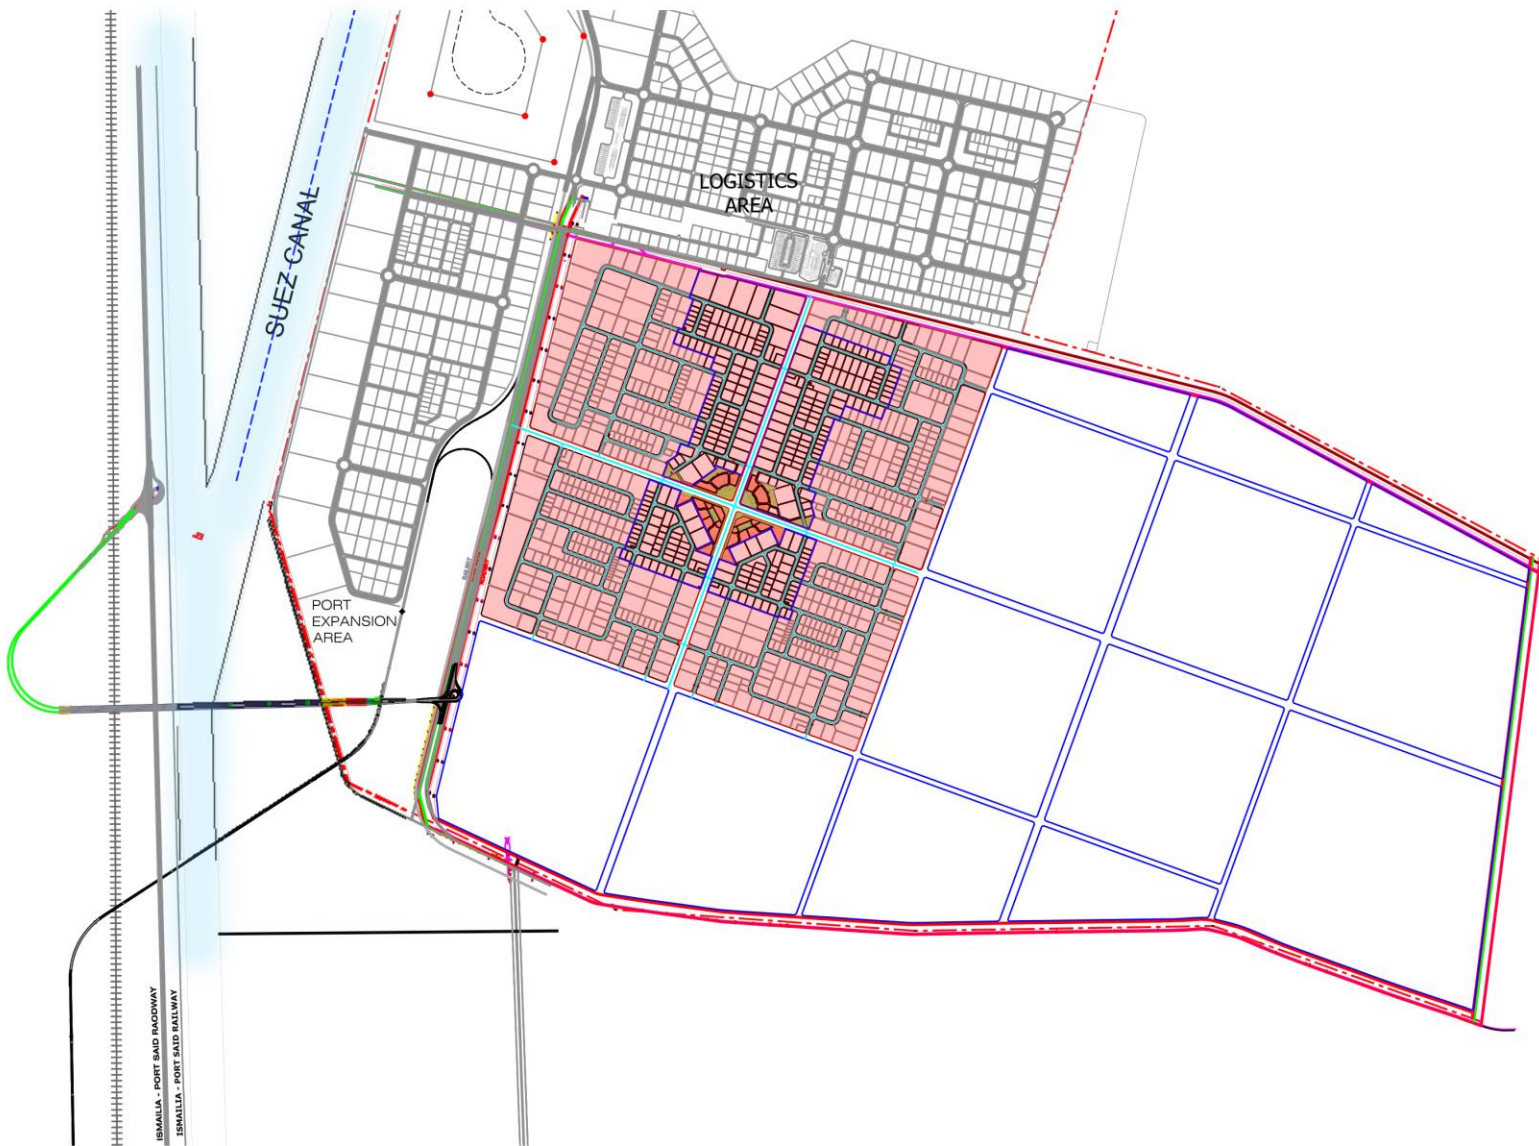 LOGISTICS
AREA
SUEZ CANAL
PORT
EXPANSION
AREA
ISMAILIA - PORT SAID RAODWAY
ISMAILIA - PORT SAID RAILWAY